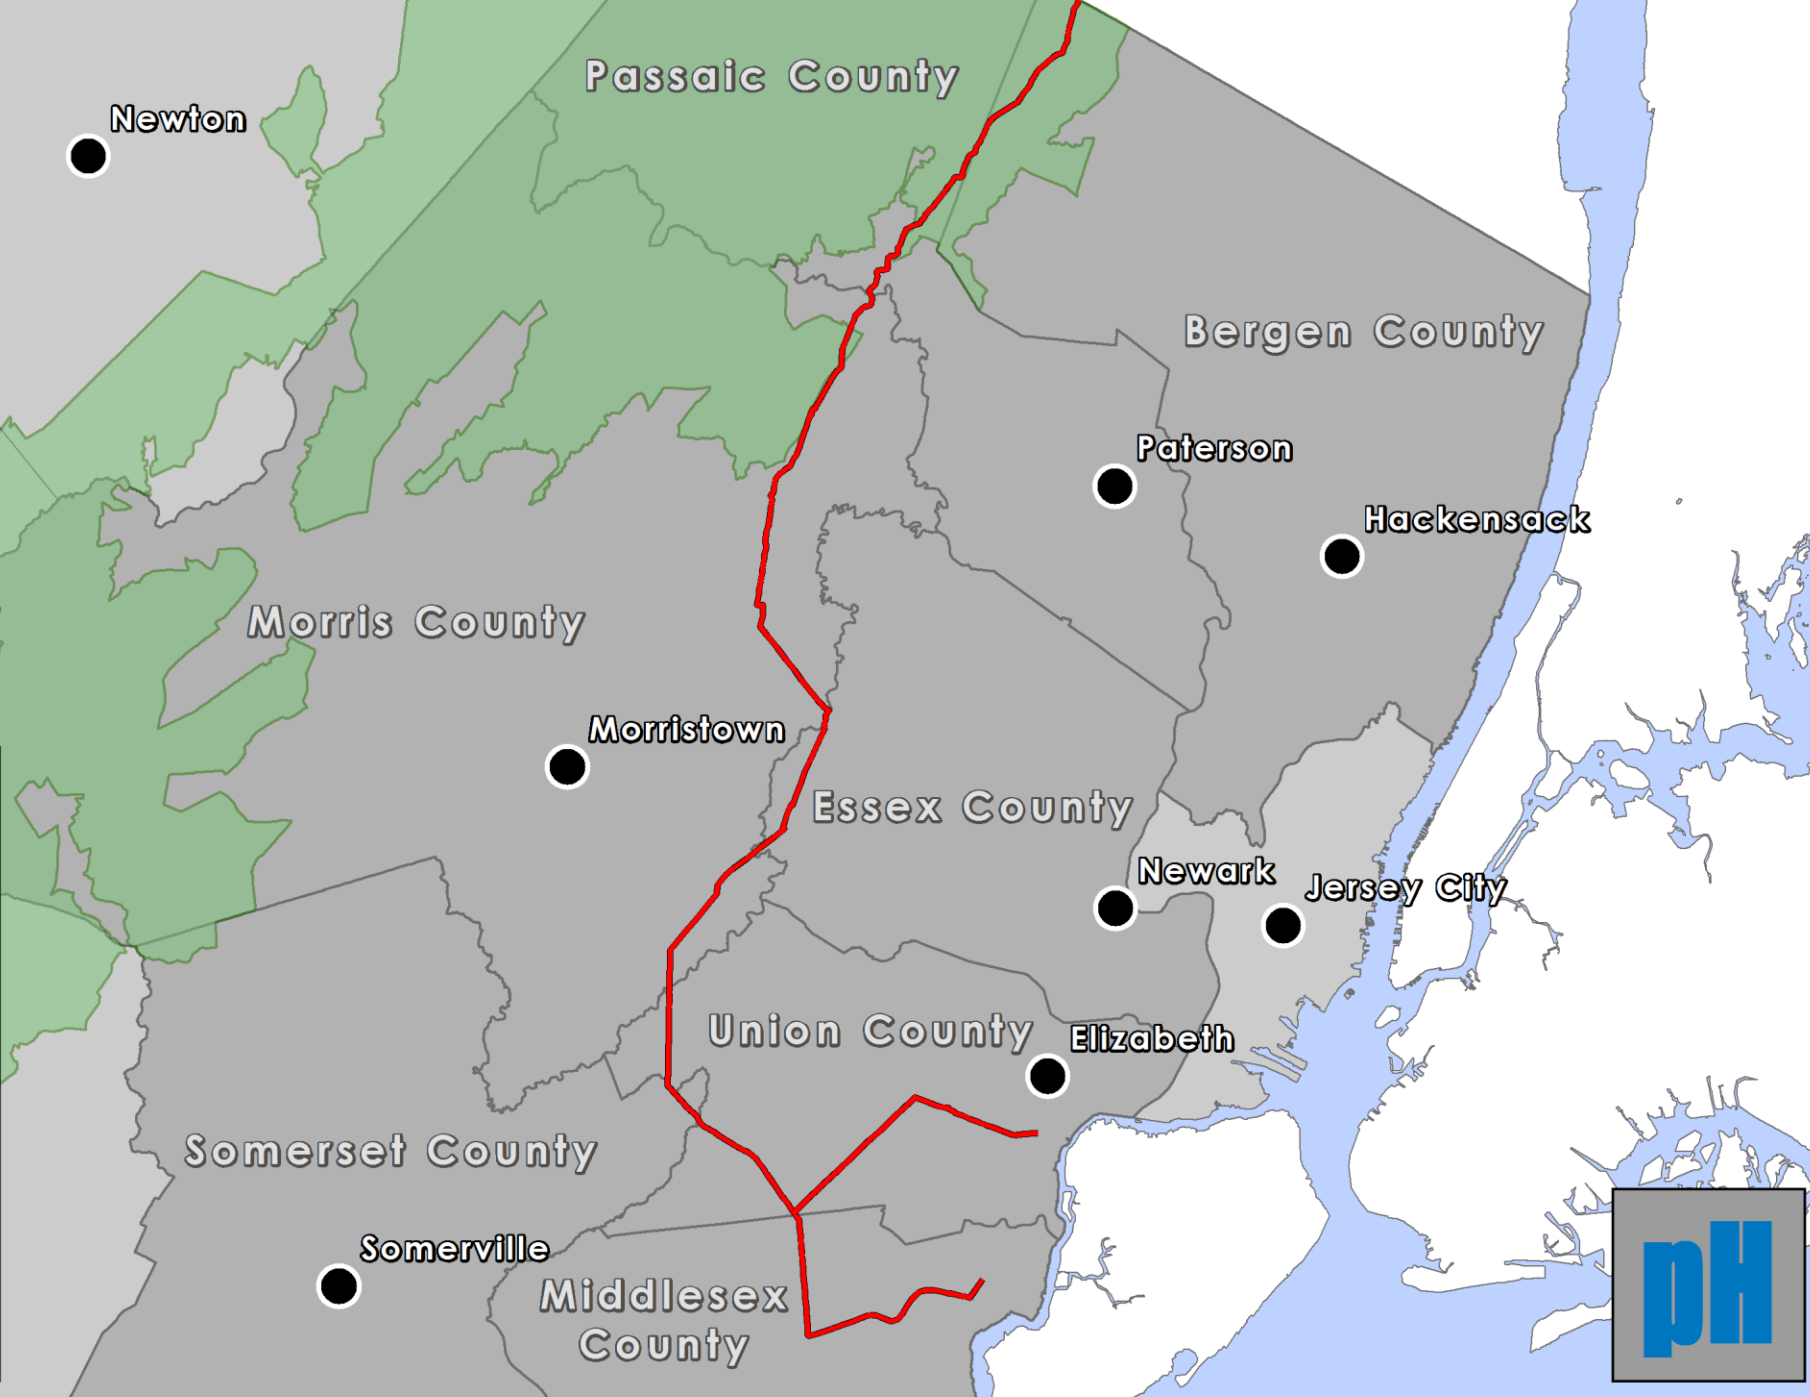 Passaic County
Newton
Bergen County
Paterson
Hackensack
Morris County
Morristown
Essex County
Newark
Jersey City
Union County
Elizabeth
Somerset County
Somerville
Middlesex
County
pH